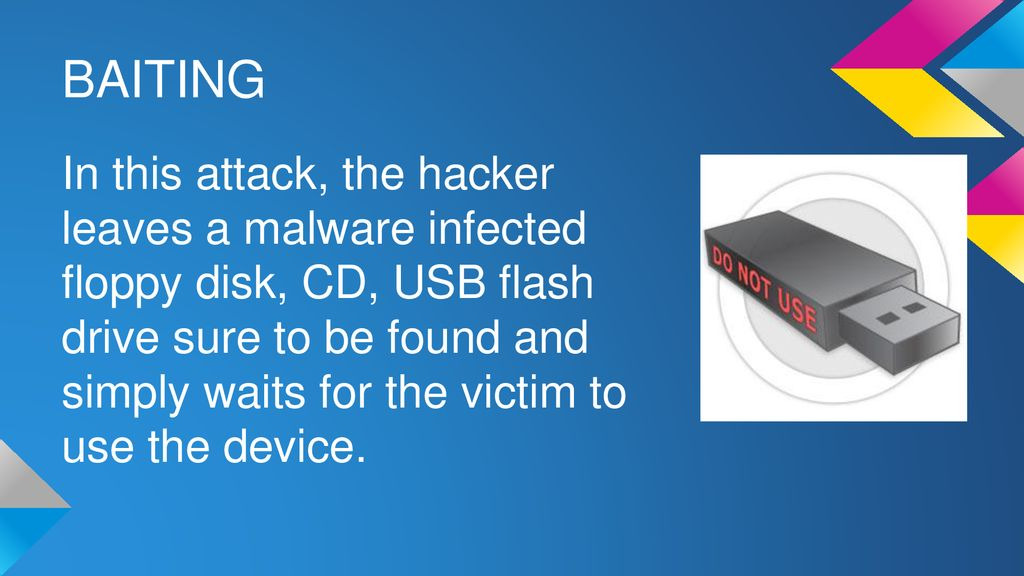 BAITING
In this attack, the hacker
leaves a malware infected
floppy disk, CD, USB flash
drive sure to be found and
simply waits for the victim to
use the device.
DO NOT USE